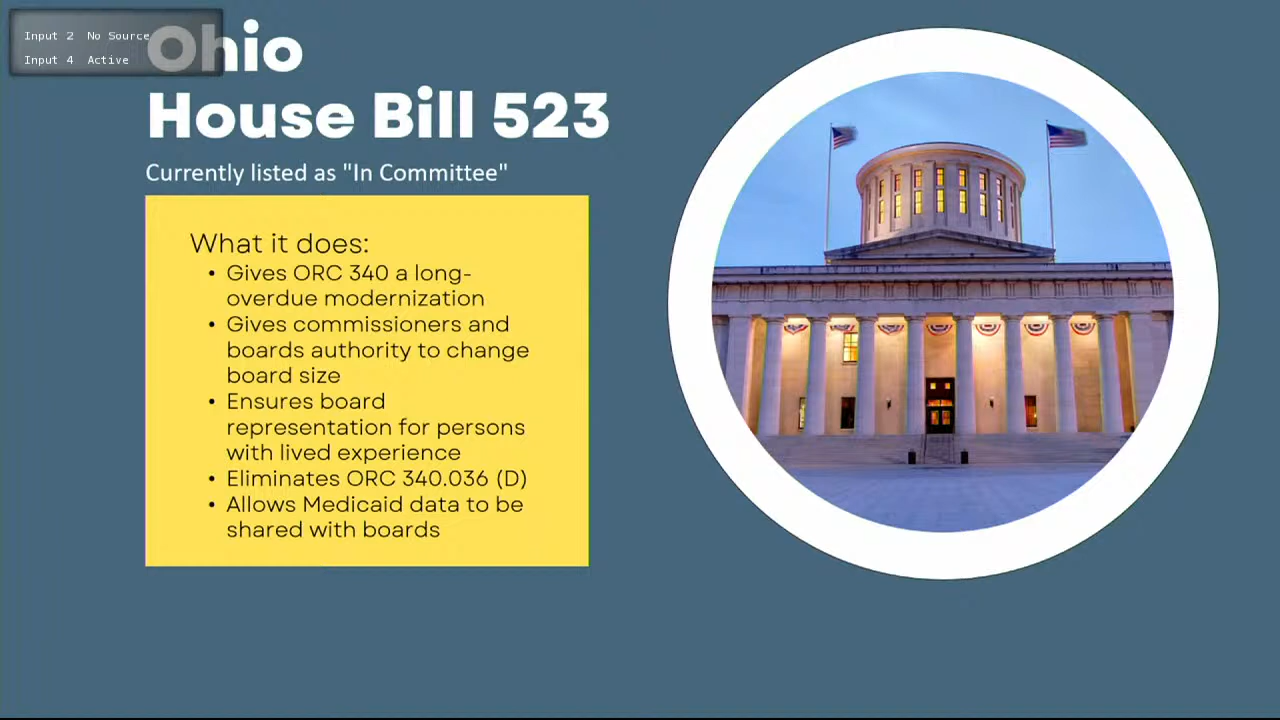 Input 2 No Source
Input 4 Active
Ohio
House Bill 523
Currently listed as "In Committee"
What it does:
• Gives ORC 340 a long-
overdue modernization
• Gives commissioners and
boards authority to change
board size
• Ensures board
representation for persons
with lived experience
• Eliminates ORC 340.036 (D)
• Allows Medicaid data to be
shared with boards